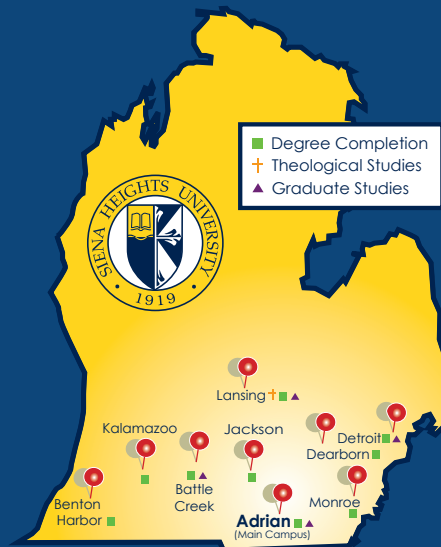 Degree Completion
Theological Studies
Graduate Studies
SIENA HEIGHTS UNIVERSITY
• 1919 •
Lansing
Kalamazoo
Jackson
Detroit
Dearborn
Battle
Creek
Benton
Harbor
Monroe
Adrian
(Main Campus)